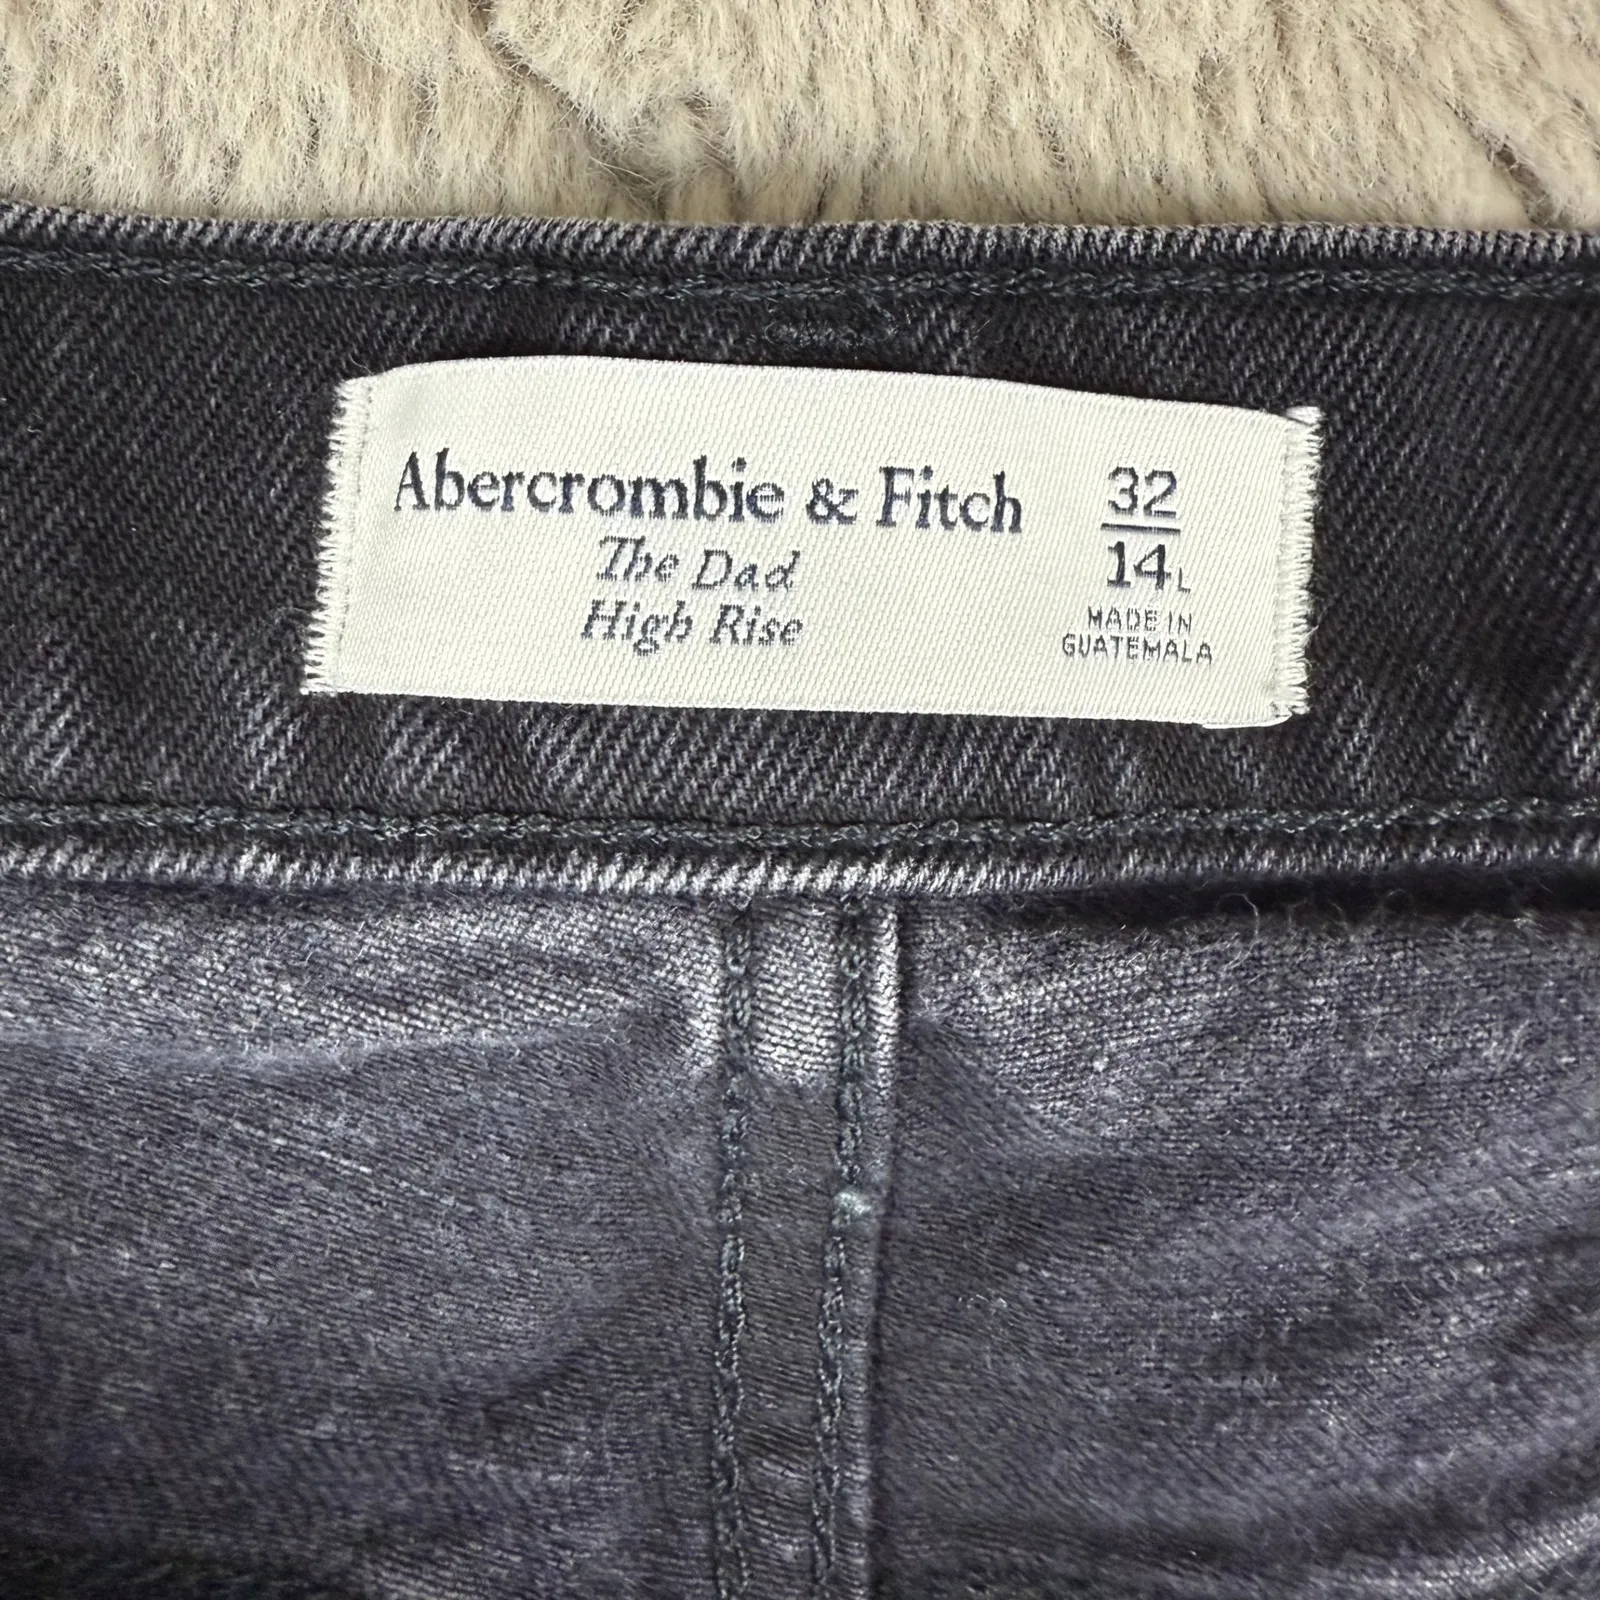 Abercrombie & Fitch
The Dad
High Rise
32
14L
MADE IN
GUATEMALA